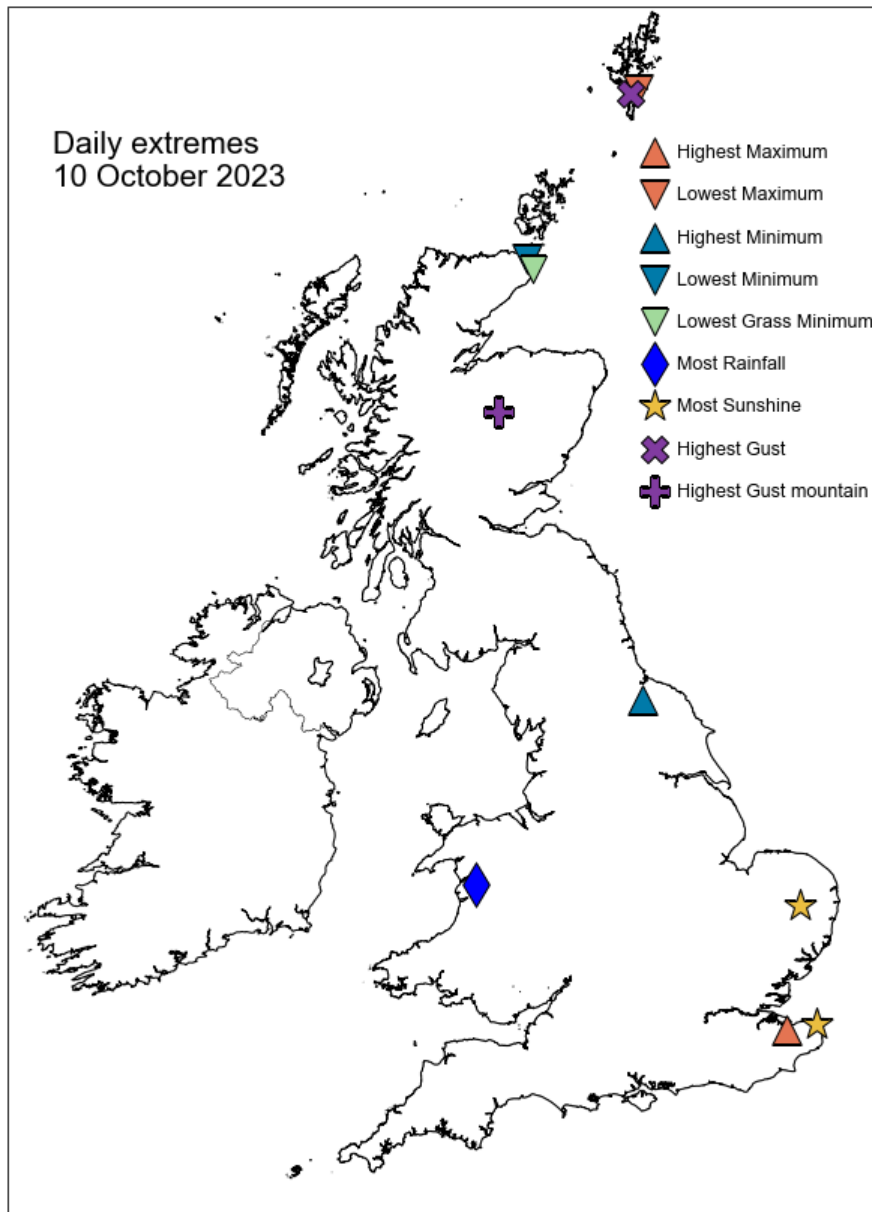 Daily extremes
10 October 2023
Highest Maximum
Lowest Maximum
Highest Minimum
Lowest Minimum
Lowest Grass Minimum
Most Rainfall
Most Sunshine
Highest Gust
Highest Gust mountain